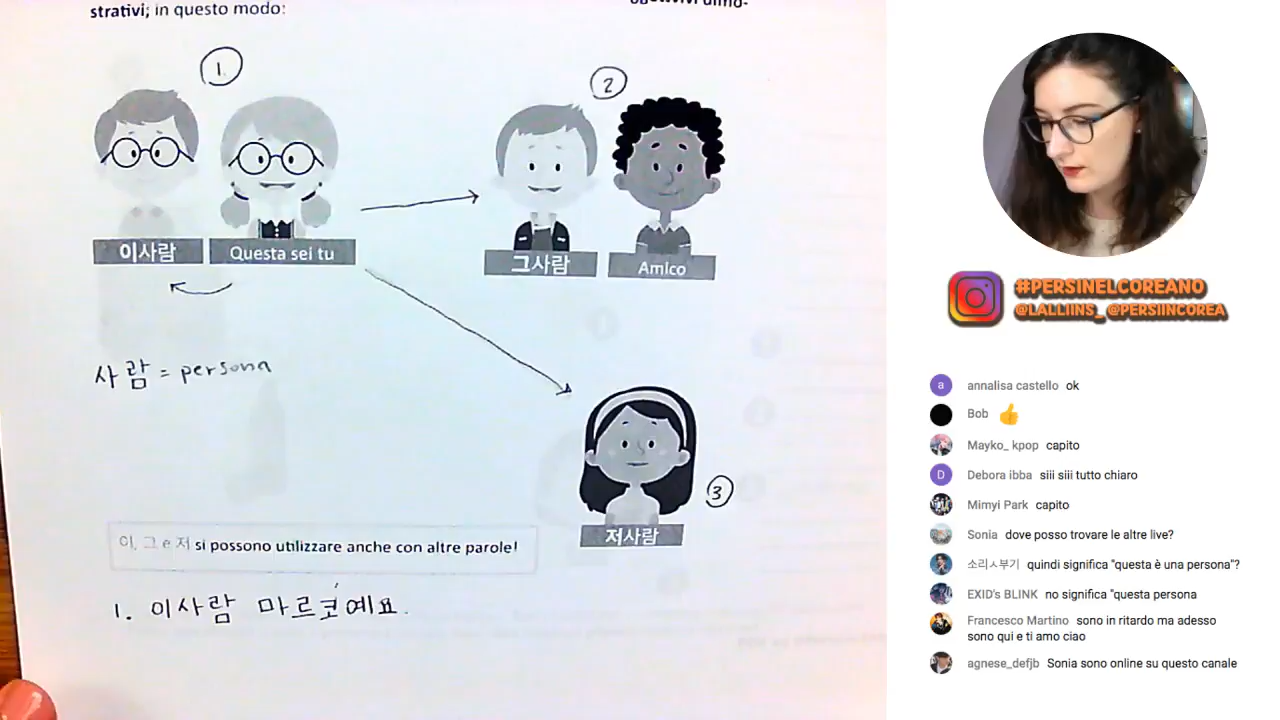 strativi; in questo modo:
1
2
이사람
Questa sei tu
그사람
Amico
사람 = persona
3
저사람
이, 그 e 저 si possono utilizzare anche con altre parole!
1. 이사람 마르코예요.
#PERSINELCOREANO
@LALLIINS_ @PERSIINCOREA
a annalisa castello ok
Bob 👍
Mayko_ kpop capito
D Debora ibba siii siii tutto chiaro
Mimyi Park capito
Sonia dove posso trovare le altre live?
소리ㅅ부기 quindi significa "questa è una persona"?
EXID's BLINK no significa "questa persona
Francesco Martino sono in ritardo ma adesso
sono qui e ti amo ciao
agnese_defjb Sonia sono online su questo canale